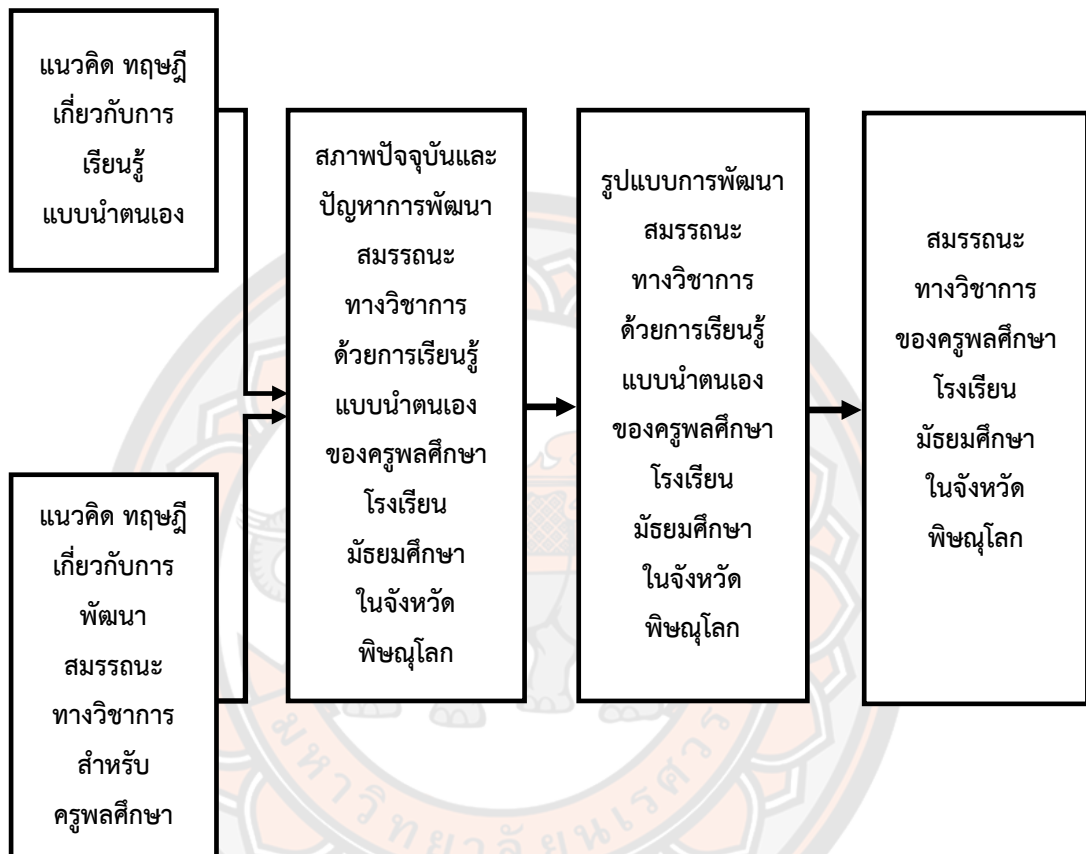 แนวคิด ทฤษฎี
เกี่ยวกับการ
เรียนรู้
แบบนำตนเอง
แนวคิด ทฤษฎี
เกี่ยวกับการ
พัฒนา
สมรรถนะ
ทางวิชาการ
สำหรับ
ครูพลศึกษา
สภาพปัจจุบันและ
ปัญหาการพัฒนา
สมรรถนะ
ทางวิชาการ
ด้วยการเรียนรู้
แบบนำตนเอง
ของครูพลศึกษา
โรงเรียน
มัธยมศึกษา
ในจังหวัด
พิษณุโลก
รูปแบบการพัฒนา
สมรรถนะ
ทางวิชาการ
ด้วยการเรียนรู้
แบบนำตนเอง
ของครูพลศึกษา
โรงเรียน
มัธยมศึกษา
ในจังหวัด
พิษณุโลก
สมรรถนะ
ทางวิชาการ
ของครูพลศึกษา
โรงเรียน
มัธยมศึกษา
ในจังหวัด
พิษณุโลก
มหาวิทยาลัยนเรศวร